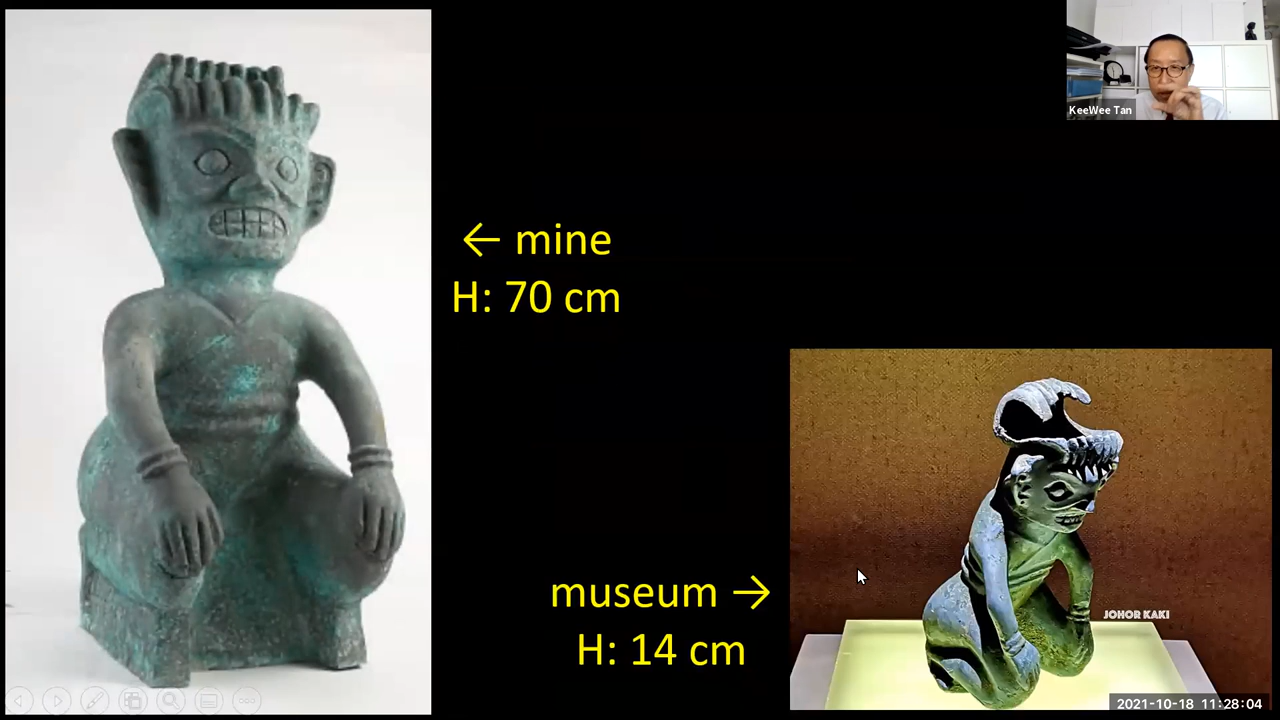 KeeWee Tan
← mine
H: 70 cm
museum →
H: 14 cm
JOHOR KAKI
2021-10-18 11:28:04